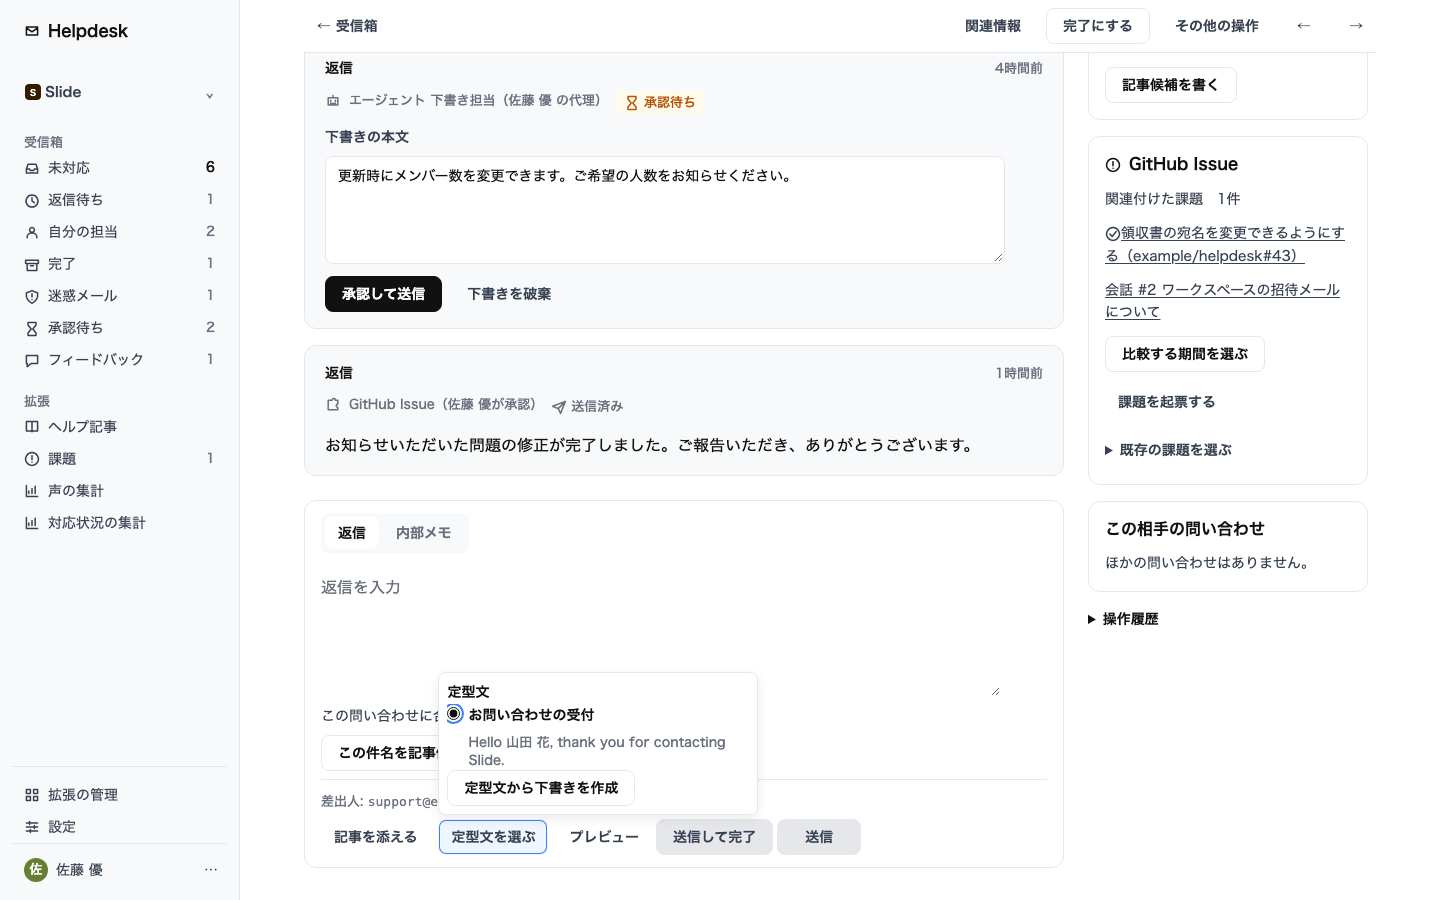 Helpdesk
S Slide
受信箱
未対応 6
返信待ち 1
自分の担当 2
完了 1
迷惑メール 1
承認待ち 2
フィードバック 1
拡張
ヘルプ記事
課題 1
声の集計
対応状況の集計
拡張の管理
設定
佐 佐藤 優 …
← 受信箱
関連情報 完了にする その他の操作 ← →
返信 4時間前
エージェント 下書き担当（佐藤 優 の代理） 承認待ち
下書きの本文
更新時にメンバー数を変更できます。ご希望の人数をお知らせください。
承認して送信 下書きを破棄
返信 1時間前
GitHub Issue（佐藤 優が承認） 送信済み
お知らせいただいた問題の修正が完了しました。ご報告いただき、ありがとうございます。
返信 内部メモ
返信を入力
この問い合わせに
この件名を記事
定型文
お問い合わせの受付
Hello 山田 花, thank you for contacting
Slide.
定型文から下書きを作成
差出人: support@e
記事を添える 定型文を選ぶ プレビュー 送信して完了 送信
記事候補を書く
GitHub Issue
関連付けた課題 1件
領収書の宛名を変更できるようにす
る（example/helpdesk#43）
会話 #2 ワークスペースの招待メール
について
比較する期間を選ぶ
課題を起票する
▶ 既存の課題を選ぶ
この相手の問い合わせ
ほかの問い合わせはありません。
▶ 操作履歴